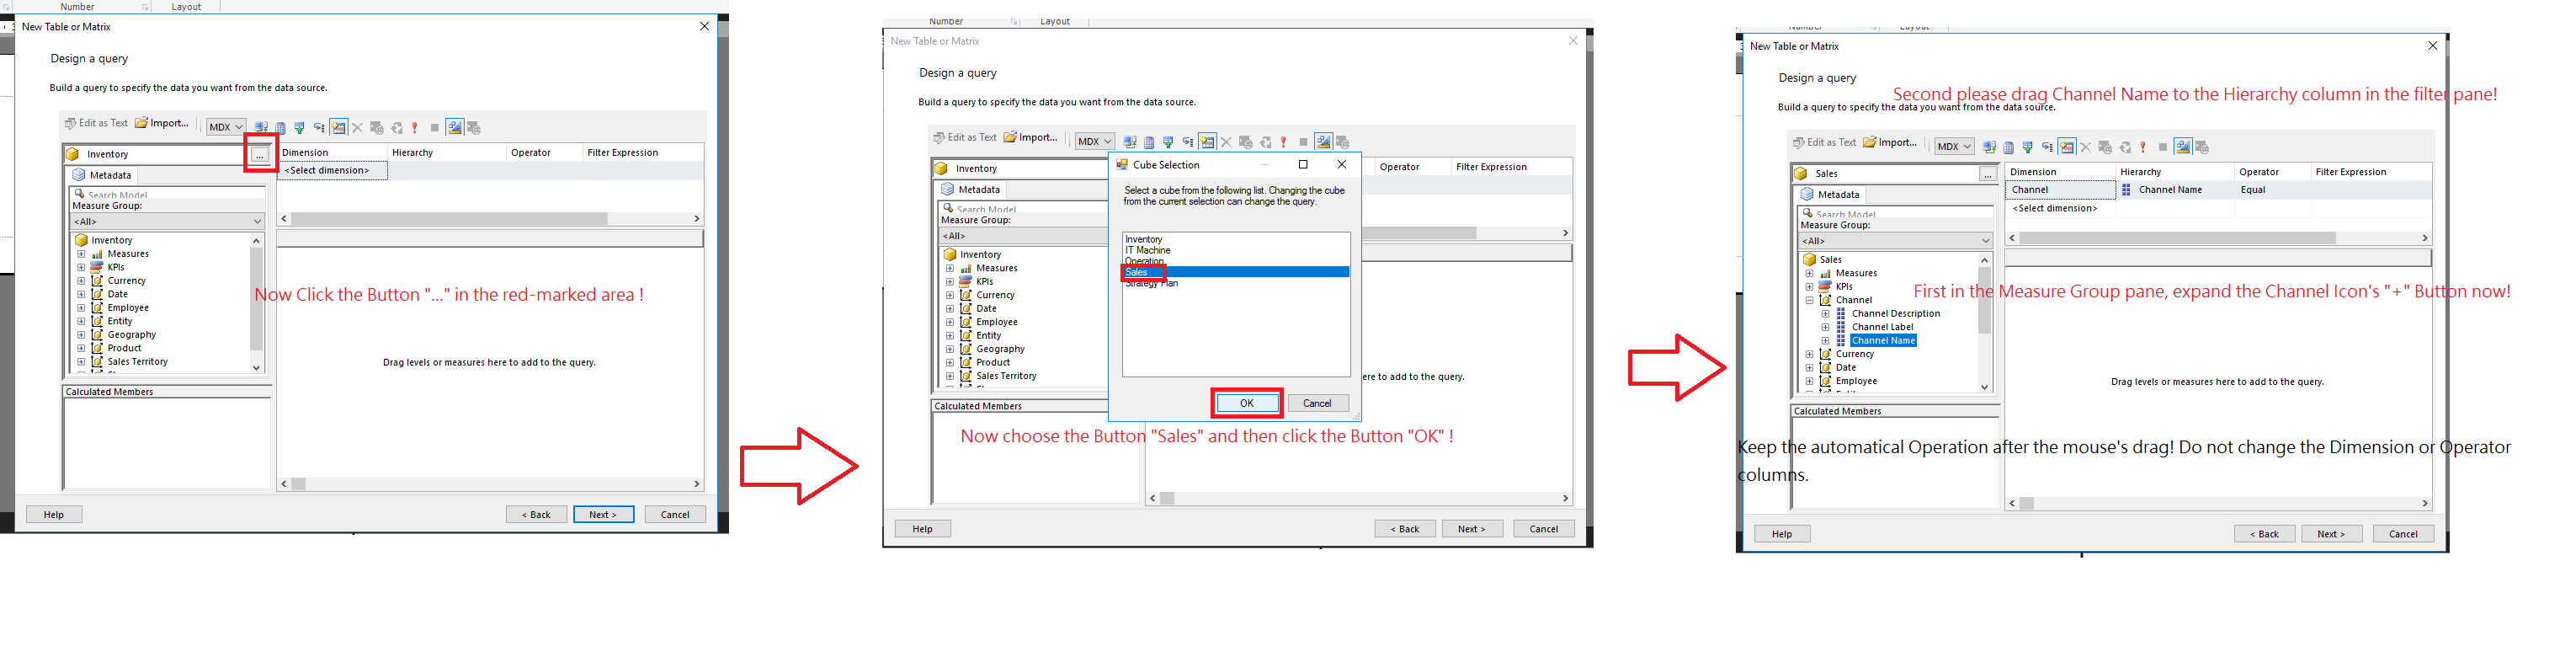 Number
Layout
New Table or Matrix
Design a query
Build a query to specify the data you want from the data source.
Edit as Text
Import...
MDX
Inventory
...
Metadata
Search Model
Measure Group:
<All>
Inventory
Measures
KPIs
Currency
Date
Employee
Entity
Geography
Product
Sales Territory
Calculated Members
Dimension
Hierarchy
Operator
Filter Expression
<Select dimension>
Now Click the Button "..." in the red-marked area !
Drag levels or measures here to add to the query.
Help
< Back
Next >
Cancel
Number
Layout
New Table or Matrix
Design a query
Build a query to specify the data you want from the data source.
Edit as Text
Import...
MDX
Inventory
Metadata
Search Model
Measure Group:
<All>
Inventory
Measures
KPIs
Currency
Date
Employee
Entity
Geography
Product
Sales Territory
Calculated Members
Operator
Filter Expression
Cube Selection
Select a cube from the following list. Changing the cube
from the current selection can change the query.
Inventory
IT Machine
Operation
Sales
Strategy Plan
OK
Cancel
ere to add to the query.
Now choose the Button "Sales" and then click the Button "OK" !
Help
< Back
Next >
Cancel
Number
Layout
New Table or Matrix
Design a query
Second please drag Channel Name to the Hierarchy column in the filter pane!
Build a query to specify the data you want from the data source.
Edit as Text
Import...
MDX
Sales
...
Metadata
Search Model
Measure Group:
<All>
Sales
Measures
KPIs
Channel
Channel Description
Channel Label
Channel Name
Currency
Date
Employee
Calculated Members
Dimension
Hierarchy
Operator
Filter Expression
Channel
Channel Name
Equal
<Select dimension>
First in the Measure Group pane, expand the Channel Icon's "+" Button now!
Drag levels or measures here to add to the query.
Keep the automatical Operation after the mouse's drag! Do not change the Dimension or Operator
columns.
Help
< Back
Next >
Cancel